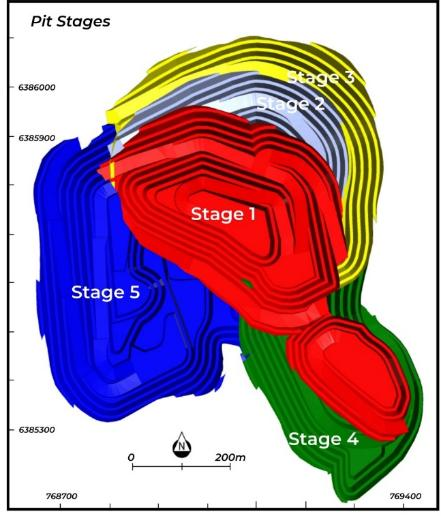 Pit Stages
Stage 3
6386000
Stage 2
6385900
Stage 1
Stage 5
6385300
Stage 4
N
0 200m
768700 769400